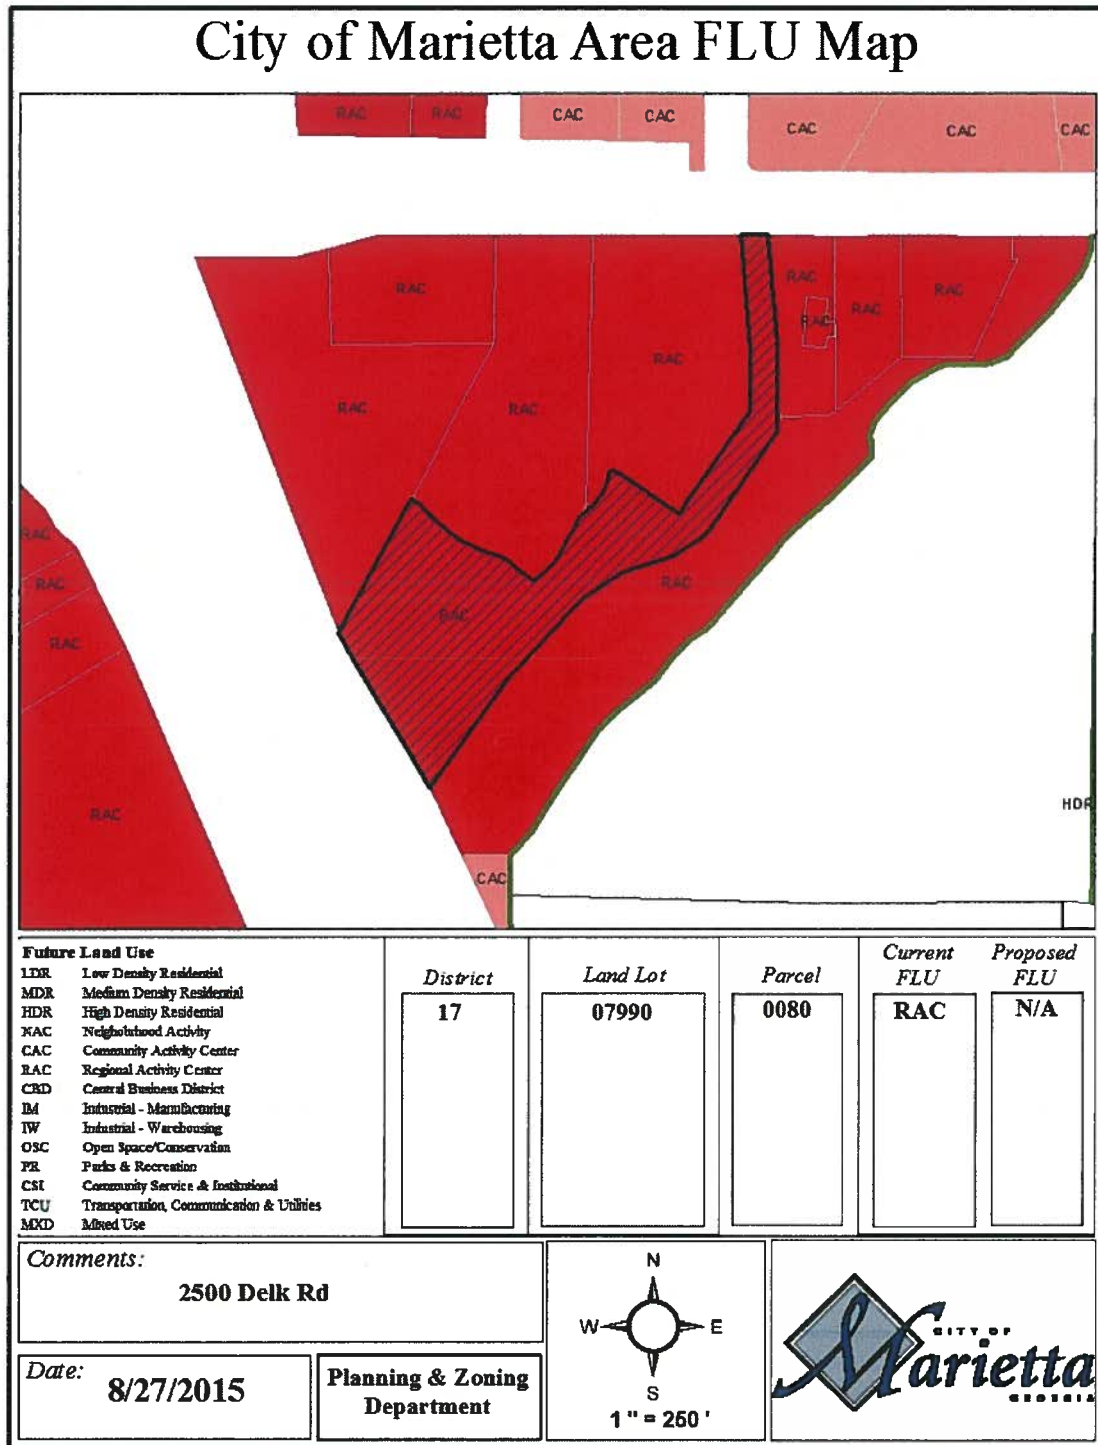 City of Marietta Area FLU Map
RAC RAC CAC CAC CAC CAC CAC
RAC RAC RAC RAC
RAC RAC RAC RAC
RAC RAC
RAC
RAC RAC
RAC RAC
RAC
HDR
CAC
Future Land Use
LDR Low Density Residential
MDR Medium Density Residential
HDR High Density Residential
NAC Neighborhood Activity
CAC Community Activity Center
RAC Regional Activity Center
CBD Central Business District
IM Industrial - Manufacturing
IW Industrial - Warehousing
OSC Open Space/Conservation
PR Parks & Recreation
CSI Community Service & Institutional
TCU Transportation, Communication & Utilities
MXD Mixed Use
District
17
Land Lot
07990
Parcel
0080
Current
FLU
RAC
Proposed
FLU
N/A
Comments:
2500 Delk Rd
Date:
8/27/2015
Planning & Zoning
Department
N
W E
S
1 " = 250 '
CITY OF
Marietta
GEORGIA